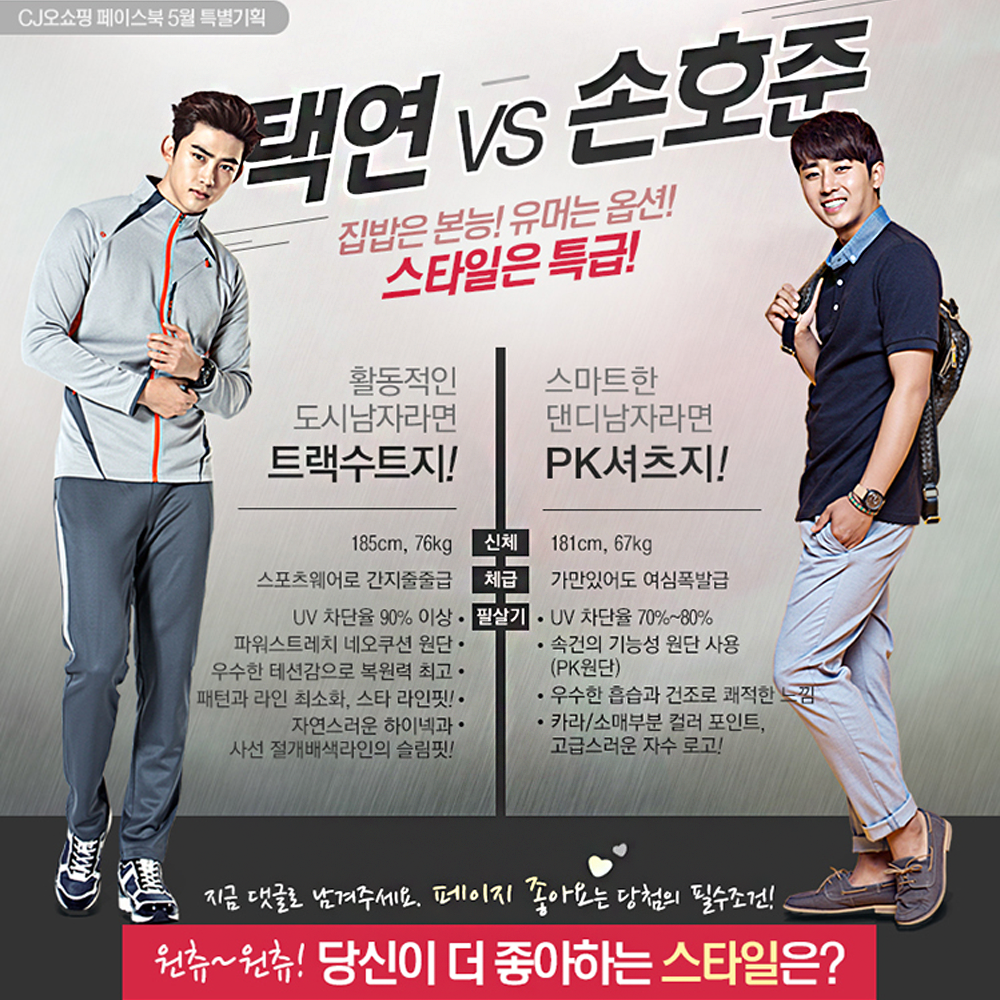 CJ오쇼핑 페이스북 5월 특별기획
택연 VS 손호준
집밥은 본능! 유머는 옵션!
스타일은 특급!
활동적인
도시남자라면
트랙수트지!
스마트한
댄디남자라면
PK셔츠지!
185cm, 76kg 신체 181cm, 67kg
스포츠웨어로 간지줄줄급 체급 가만있어도 여심폭발급
필살기
UV 차단율 90% 이상 •
파워스트레치 네오쿠션 원단 •
우수한 텐션감으로 복원력 최고 •
패턴과 라인 최소화, 스타 라인핏! •
자연스러운 하이넥과 •
사선 절개배색라인의 슬림핏!
• UV 차단율 70%~80%
• 속건의 기능성 원단 사용
(PK원단)
• 우수한 흡습과 건조로 쾌적한 느낌
• 카라/소매부분 컬러 포인트,
고급스러운 자수 로고!
지금 댓글로 남겨주세요. 페이지 좋아요는 당첨의 필수조건!
원츄~원츄! 당신이 더 좋아하는 스타일은?